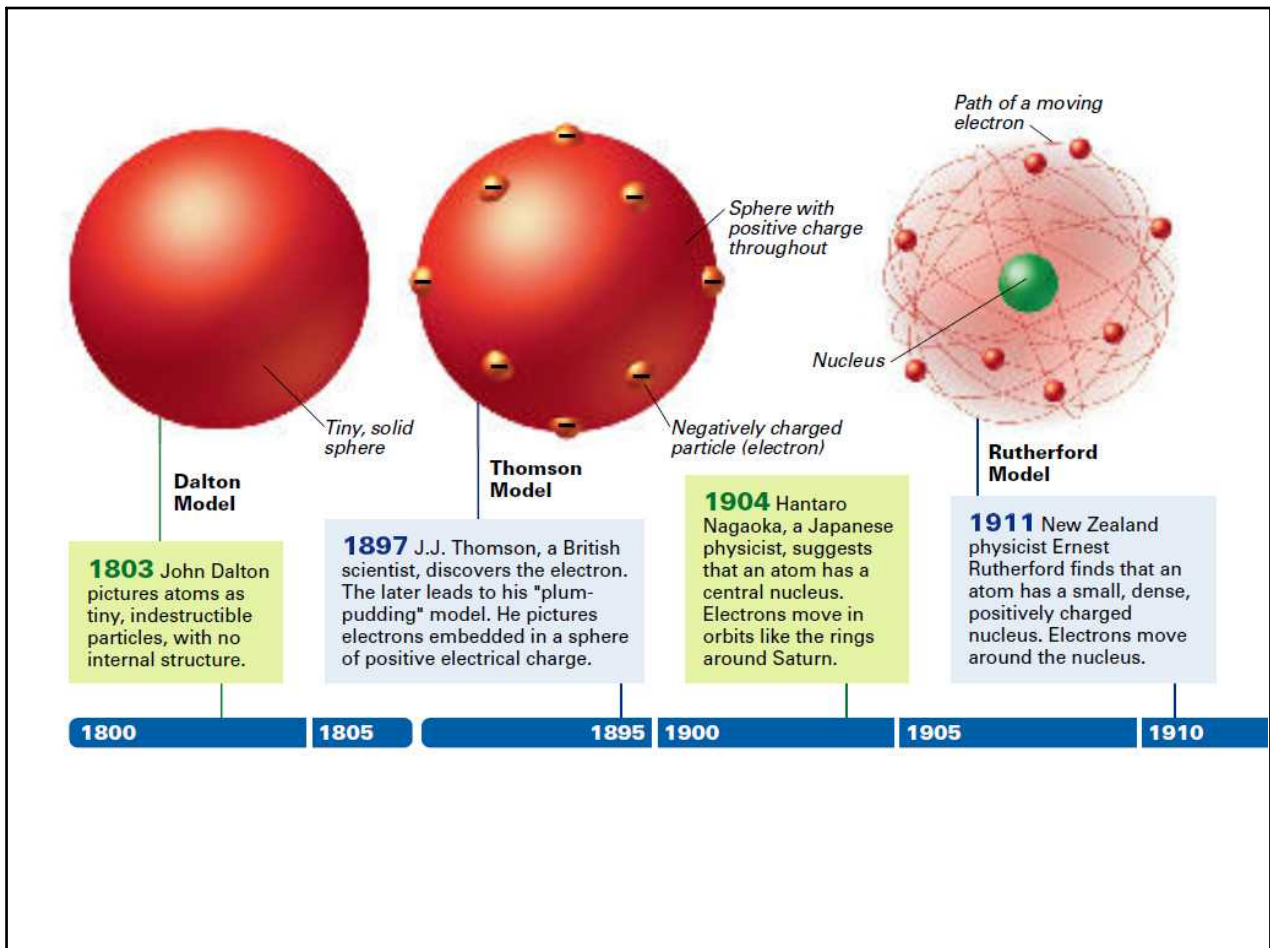 Path of a moving
electron
Sphere with
positive charge
throughout
Nucleus
Tiny, solid
sphere
Negatively charged
particle (electron)
Dalton
Model
Thomson
Model
Rutherford
Model
1803 John Dalton
pictures atoms as
tiny, indestructible
particles, with no
internal structure.
1897 J.J. Thomson, a British
scientist, discovers the electron.
The later leads to his "plum-
pudding" model. He pictures
electrons embedded in a sphere
of positive electrical charge.
1904 Hantaro
Nagaoka, a Japanese
physicist, suggests
that an atom has a
central nucleus.
Electrons move in
orbits like the rings
around Saturn.
1911 New Zealand
physicist Ernest
Rutherford finds that an
atom has a small, dense,
positively charged
nucleus. Electrons move
around the nucleus.
1800 1805 1895 1900 1905 1910